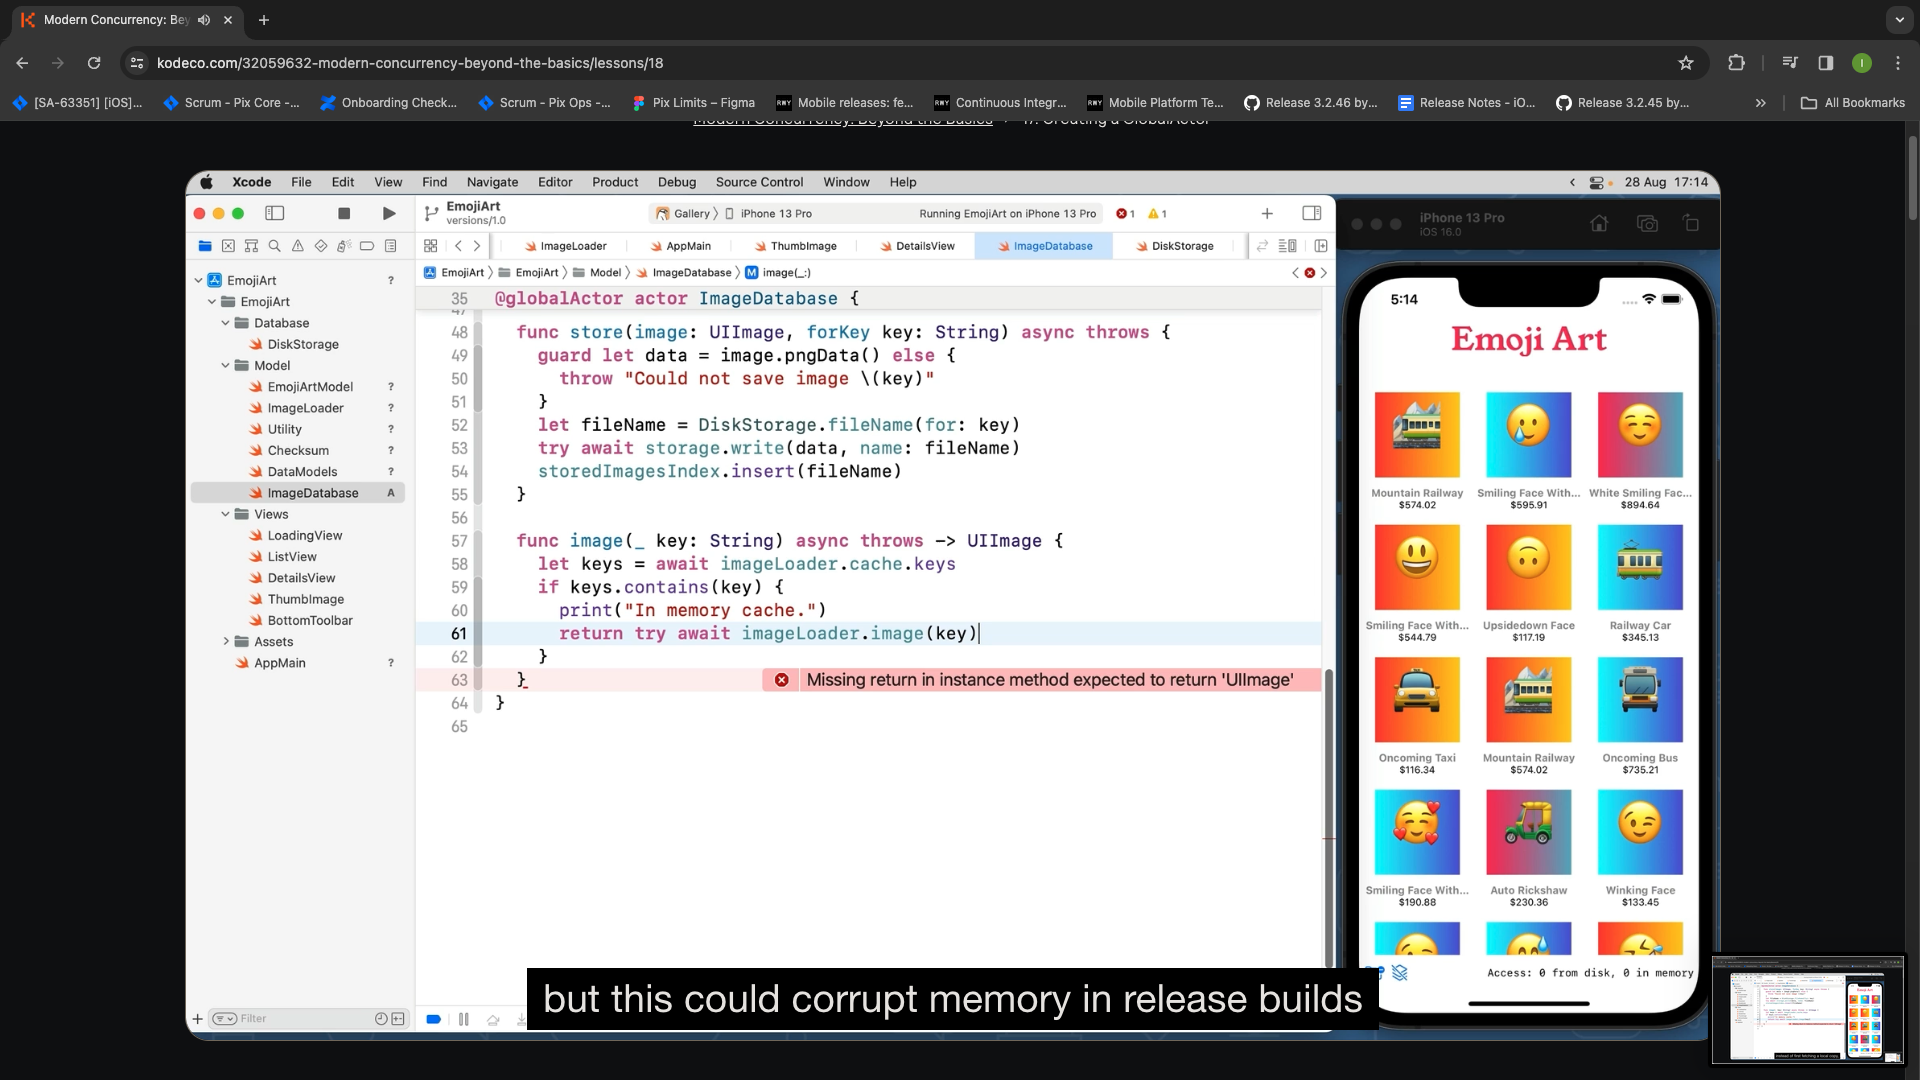 Modern Concurrency: Bey
kodeco.com/32059632-modern-concurrency-beyond-the-basics/lessons/18
[SA-63351] [iOS]...
Scrum - Pix Core -...
Onboarding Check...
Scrum - Pix Ops -...
Pix Limits – Figma
RWY
Mobile releases: fe...
RWY
Continuous Integr...
RWY
Mobile Platform Te...
Release 3.2.46 by...
Release Notes - iO...
Release 3.2.45 by...
All Bookmarks
Modern Concurrency: Beyond the Basics
17. Creating a GlobalActor
Xcode File Edit View Find Navigate Editor Product Debug Source Control Window Help
28 Aug 17:14
EmojiArt
versions/1.0
Gallery
iPhone 13 Pro
Running EmojiArt on iPhone 13 Pro
1
1
iPhone 13 Pro
iOS 16.0
ImageLoader
AppMain
ThumbImage
DetailsView
ImageDatabase
DiskStorage
EmojiArt
EmojiArt
Model
ImageDatabase
M image(_:)
EmojiArt ?
EmojiArt
Database
DiskStorage
Model
EmojiArtModel ?
ImageLoader ?
Utility ?
Checksum ?
DataModels ?
ImageDatabase A
Views
LoadingView
ListView
DetailsView
ThumbImage
BottomToolbar
Assets
AppMain ?
Filter
35 @globalActor actor ImageDatabase {
47
48 func store(image: UIImage, forKey key: String) async throws {
49 guard let data = image.pngData() else {
50 throw "Could not save image \(key)"
51 }
52 let fileName = DiskStorage.fileName(for: key)
53 try await storage.write(data, name: fileName)
54 storedImagesIndex.insert(fileName)
55 }
56
57 func image(_ key: String) async throws -> UIImage {
58 let keys = await imageLoader.cache.keys
59 if keys.contains(key) {
60 print("In memory cache.")
61 return try await imageLoader.image(key)
62 }
63 } Missing return in instance method expected to return 'UIImage'
64 }
65
5:14
Emoji Art
Mountain Railway
$574.02
Smiling Face With...
$595.91
White Smiling Fac...
$894.64
Smiling Face With...
$544.79
Upsidedown Face
$117.19
Railway Car
$345.13
Oncoming Taxi
$116.34
Mountain Railway
$574.02
Oncoming Bus
$735.21
Smiling Face With...
$190.88
Auto Rickshaw
$230.36
Winking Face
$133.45
Access: 0 from disk, 0 in memory
but this could corrupt memory in release builds